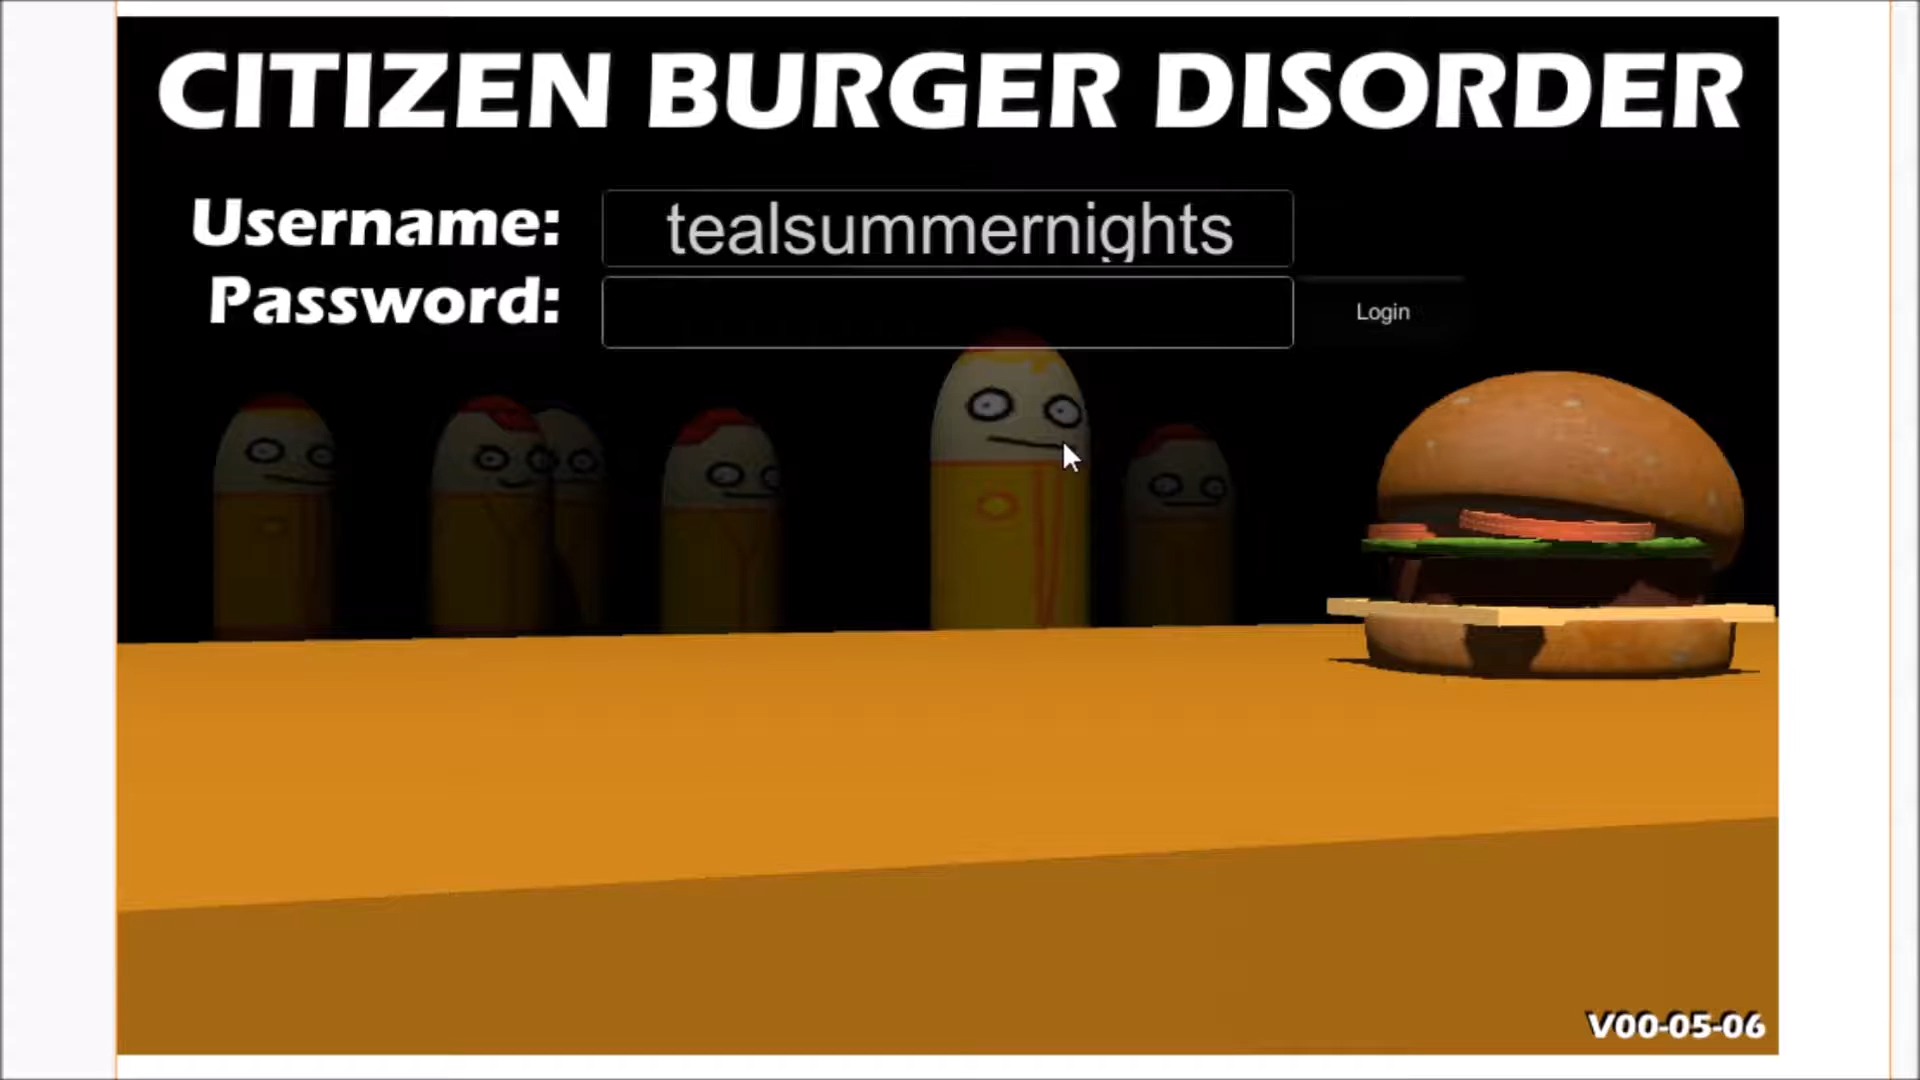 CITIZEN BURGER DISORDER
Username: tealsummernights
Password:
Login
V00-05-06